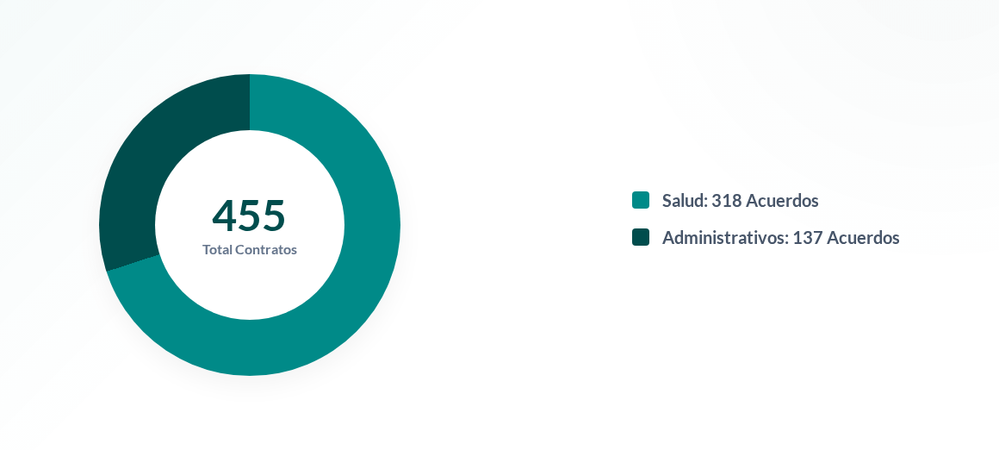 455
Total Contratos
Salud: 318 Acuerdos
Administrativos: 137 Acuerdos